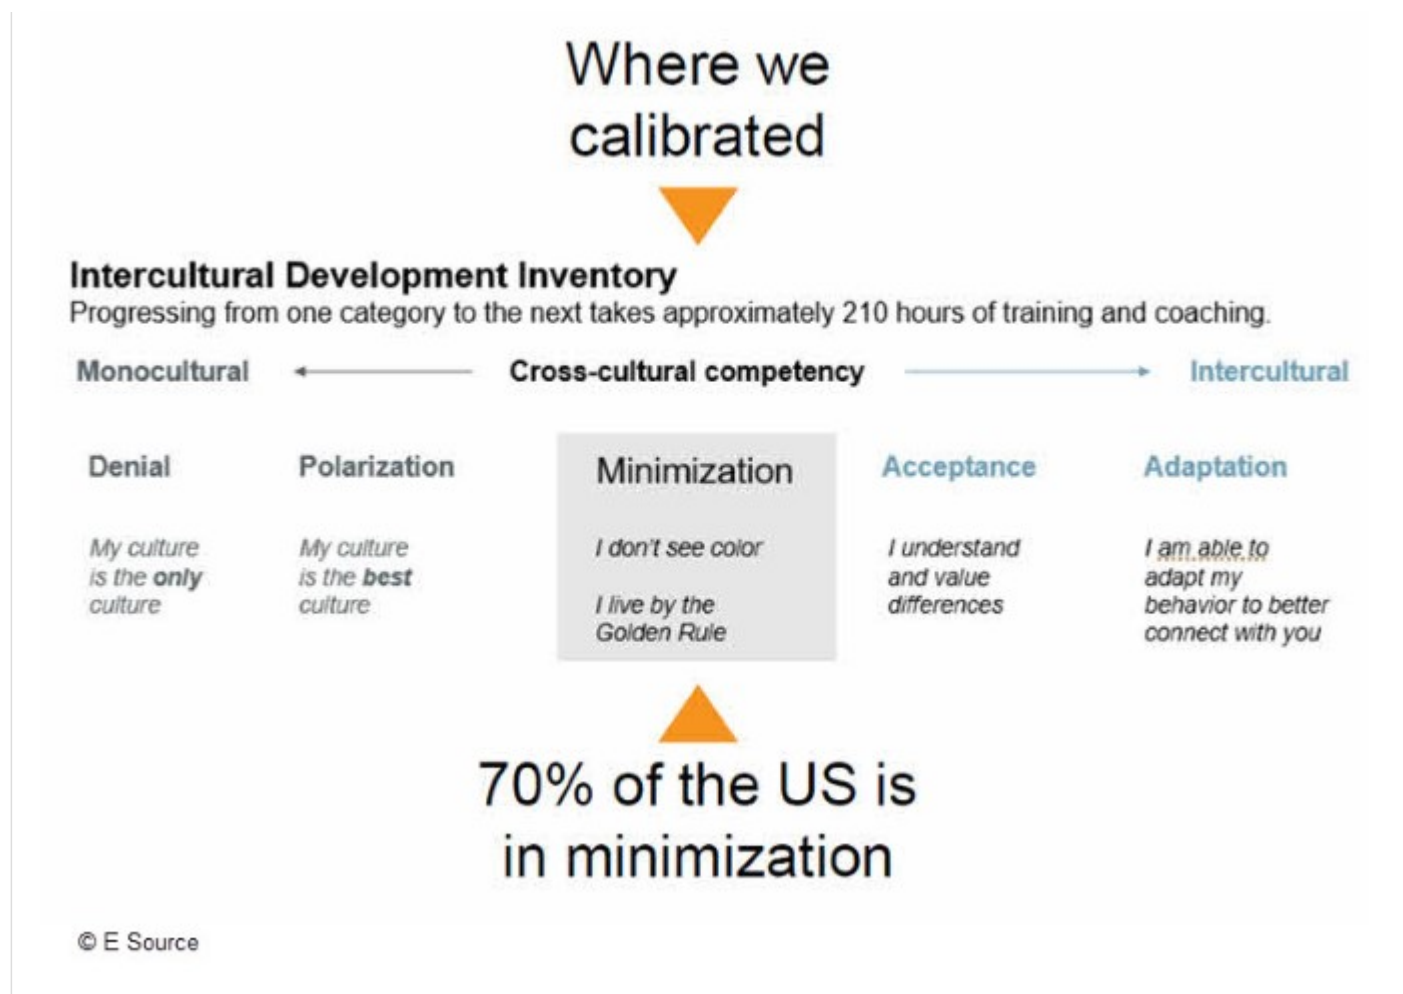 Where we
calibrated
Intercultural Development Inventory
Progressing from one category to the next takes approximately 210 hours of training and coaching.
Monocultural
Cross-cultural competency
Intercultural
Denial
My culture
is the only
culture
Polarization
My culture
is the best
culture
Minimization
I don't see color
I live by the
Golden Rule
Acceptance
I understand
and value
differences
Adaptation
I am able to
adapt my
behavior to better
connect with you
70% of the US is
in minimization
© E Source